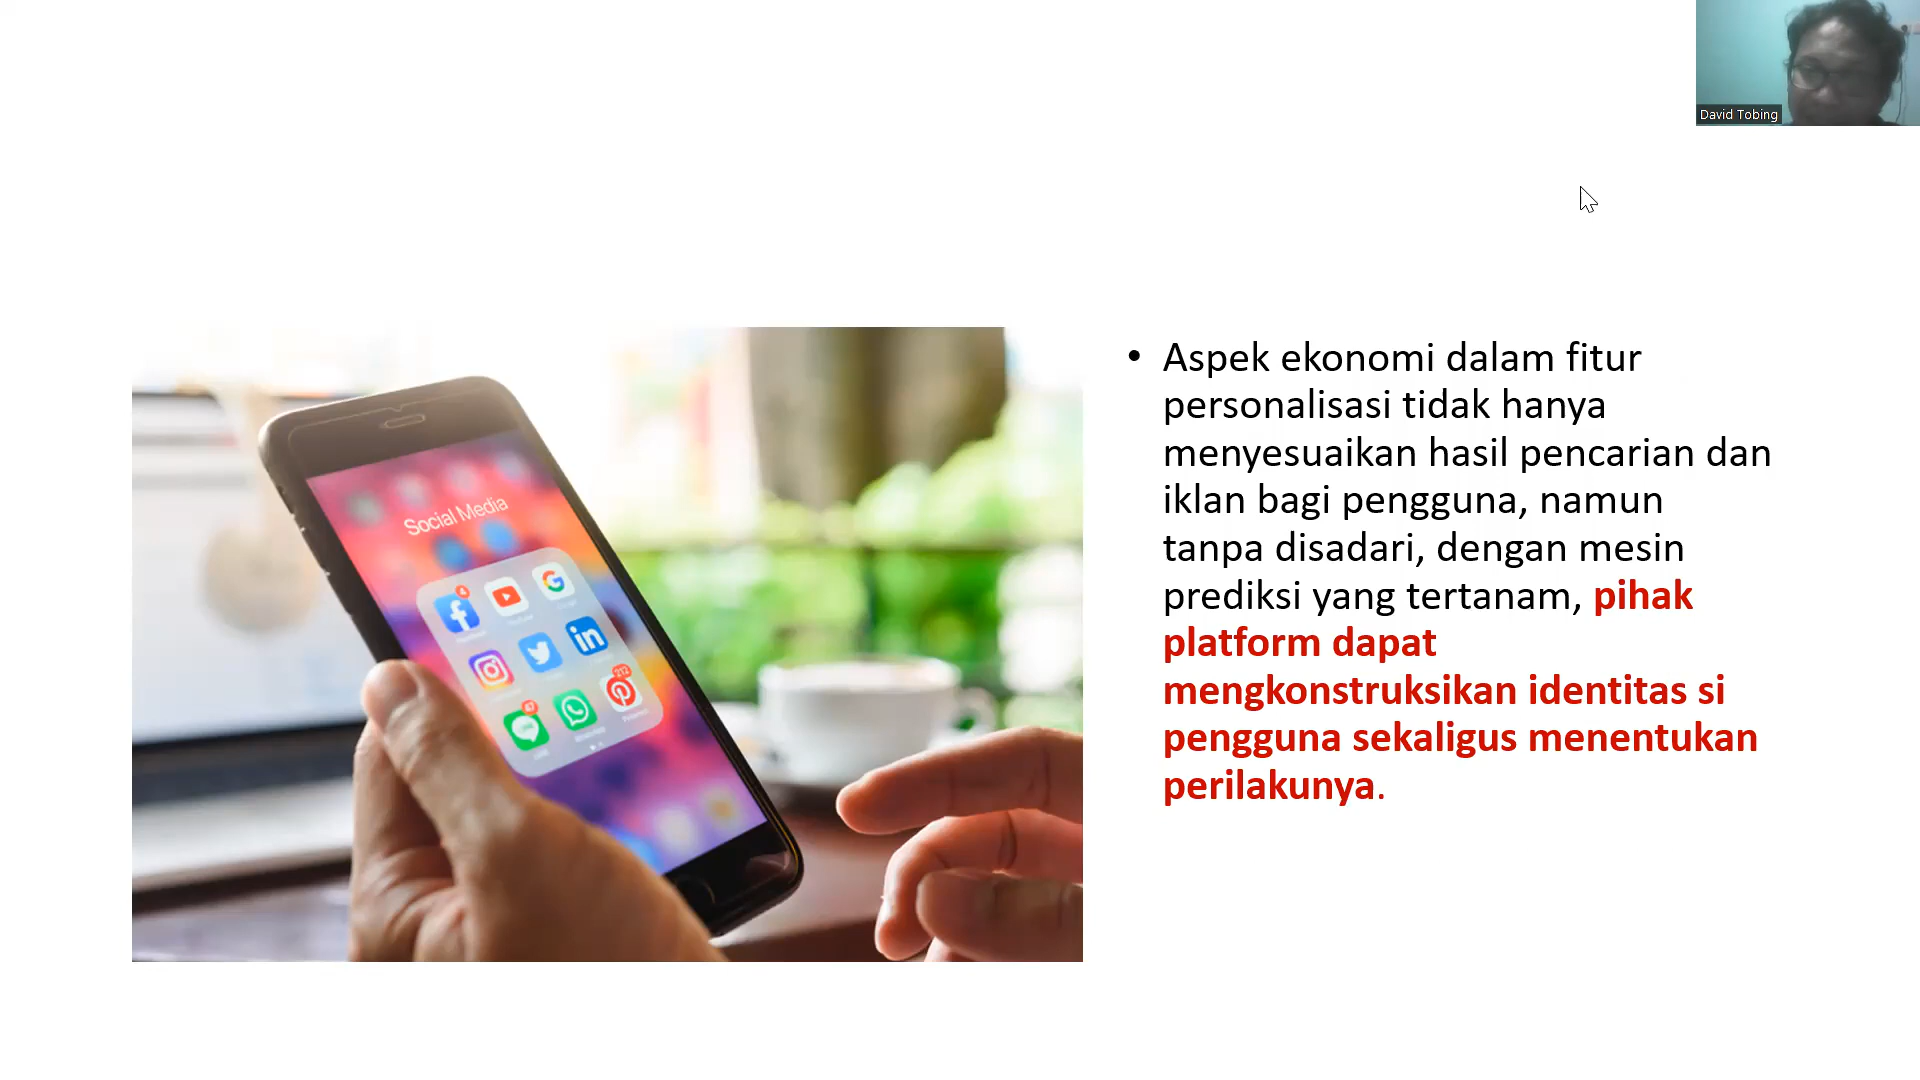 David Tobing
• Aspek ekonomi dalam fitur
personalisasi tidak hanya
menyesuaikan hasil pencarian dan
iklan bagi pengguna, namun
tanpa disadari, dengan mesin
prediksi yang tertanam, pihak
platform dapat
mengkonstruksikan identitas si
pengguna sekaligus menentukan
perilakunya.
Social Media